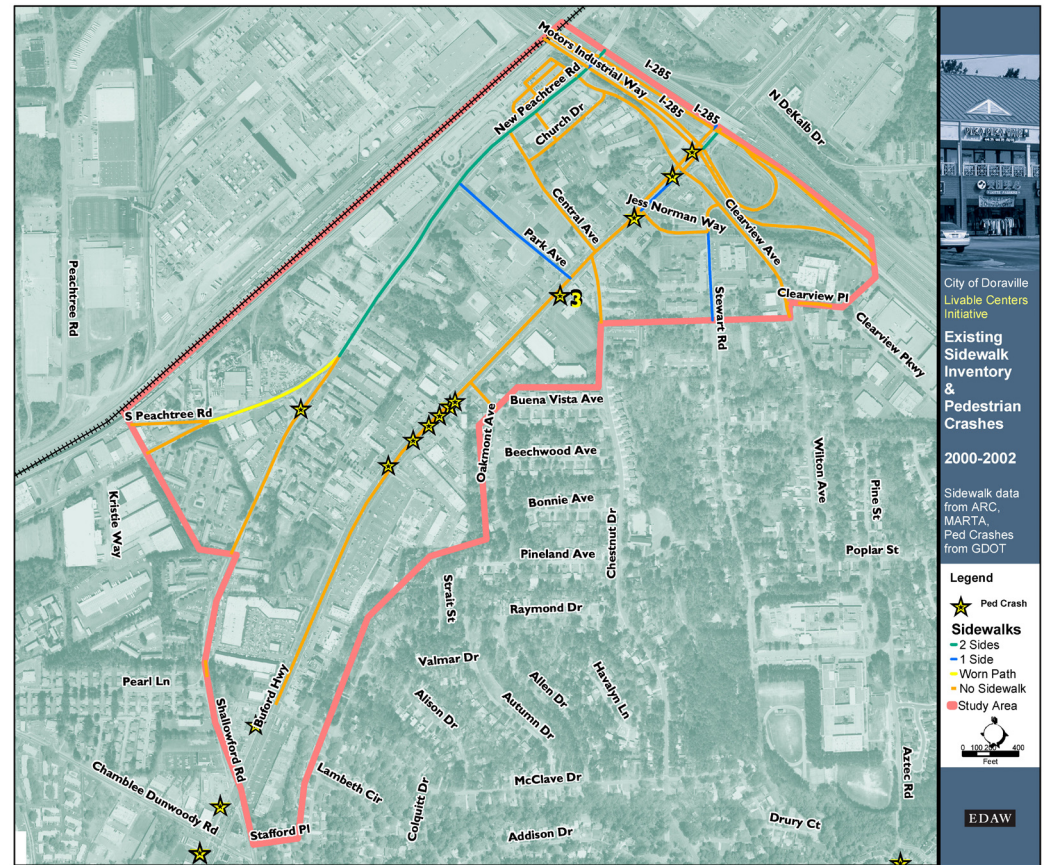 Motors Industrial Way
I-285
I-285
I-285
N DeKalb Dr
New Peachtree Rd
Church Dr
Central Ave
Jess Norman Way
Clearview Ave
Park Ave
Peachtree Rd
3
Stewart Rd
Clearview Pl
Clearview Pkwy
S Peachtree Rd
Buena Vista Ave
Oakmont Ave
Beechwood Ave
Wilton Ave
Pine St
Kristie Way
Bonnie Ave
Chestnut Dr
Pineland Ave
Poplar St
Strait St
Raymond Dr
Valmar Dr
Pearl Ln
Buford Hwy
Allen Dr
Havalyn Ln
Alison Dr
Autumn Dr
Shallowford Rd
Chamblee Dunwoody Rd
Lambeth Cir
Colquitt Dr
McClave Dr
Aztec Rd
Stafford Pl
Addison Dr
Drury Ct
City of Doraville
Livable Centers
Initiative
Existing
Sidewalk
Inventory
&
Pedestrian
Crashes
2000-2002
Sidewalk data
from ARC,
MARTA,
Ped Crashes
from GDOT
Legend
Ped Crash
Sidewalks
2 Sides
1 Side
Worn Path
No Sidewalk
Study Area
0 100 200 400
Feet
EDAW